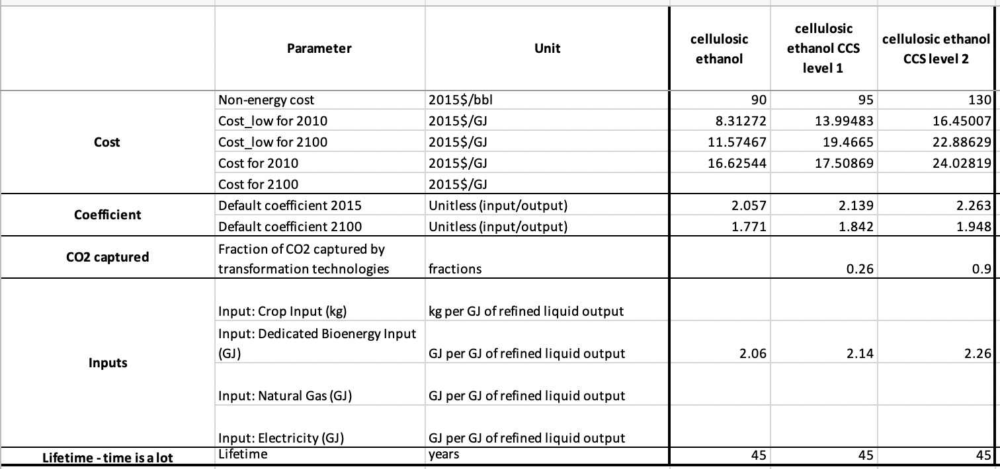 Parameter Unit cellulosic ethanol cellulosic ethanol CCS level 1 cellulosic ethanol CCS level 2
Cost
Non-energy cost 2015$/bbl 90 95 130
Cost_low for 2010 2015$/GJ 8.31272 13.99483 16.45007
Cost_low for 2100 2015$/GJ 11.57467 19.4665 22.88629
Cost for 2010 2015$/GJ 16.62544 17.50869 24.02819
Cost for 2100 2015$/GJ
Coefficient
Default coefficient 2015 Unitless (input/output) 2.057 2.139 2.263
Default coefficient 2100 Unitless (input/output) 1.771 1.842 1.948
CO2 captured
Fraction of CO2 captured by
transformation technologies fractions 0.26 0.9
Inputs
Input: Crop Input (kg) kg per GJ of refined liquid output
Input: Dedicated Bioenergy Input
(GJ) GJ per GJ of refined liquid output 2.06 2.14 2.26
Input: Natural Gas (GJ) GJ per GJ of refined liquid output
Input: Electricity (GJ) GJ per GJ of refined liquid output
Lifetime - time is a lot Lifetime years 45 45 45